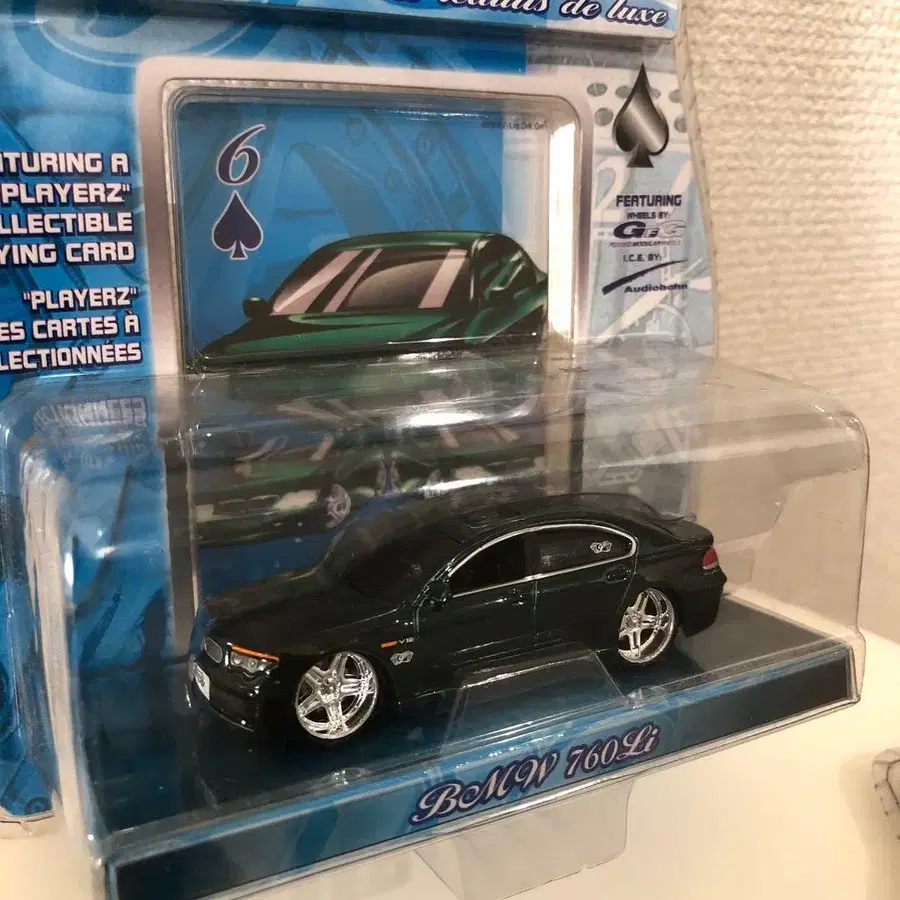 de luxe
6
TURING A
PLAYERZ"
LLECTIBLE
YING CARD
"PLAYERZ"
ES CARTES À
LECTIONNÉES
FEATURING
WHEELS BY:
GFG
I.C.E. BY:
Audiobahn
V12
BMW 760Li